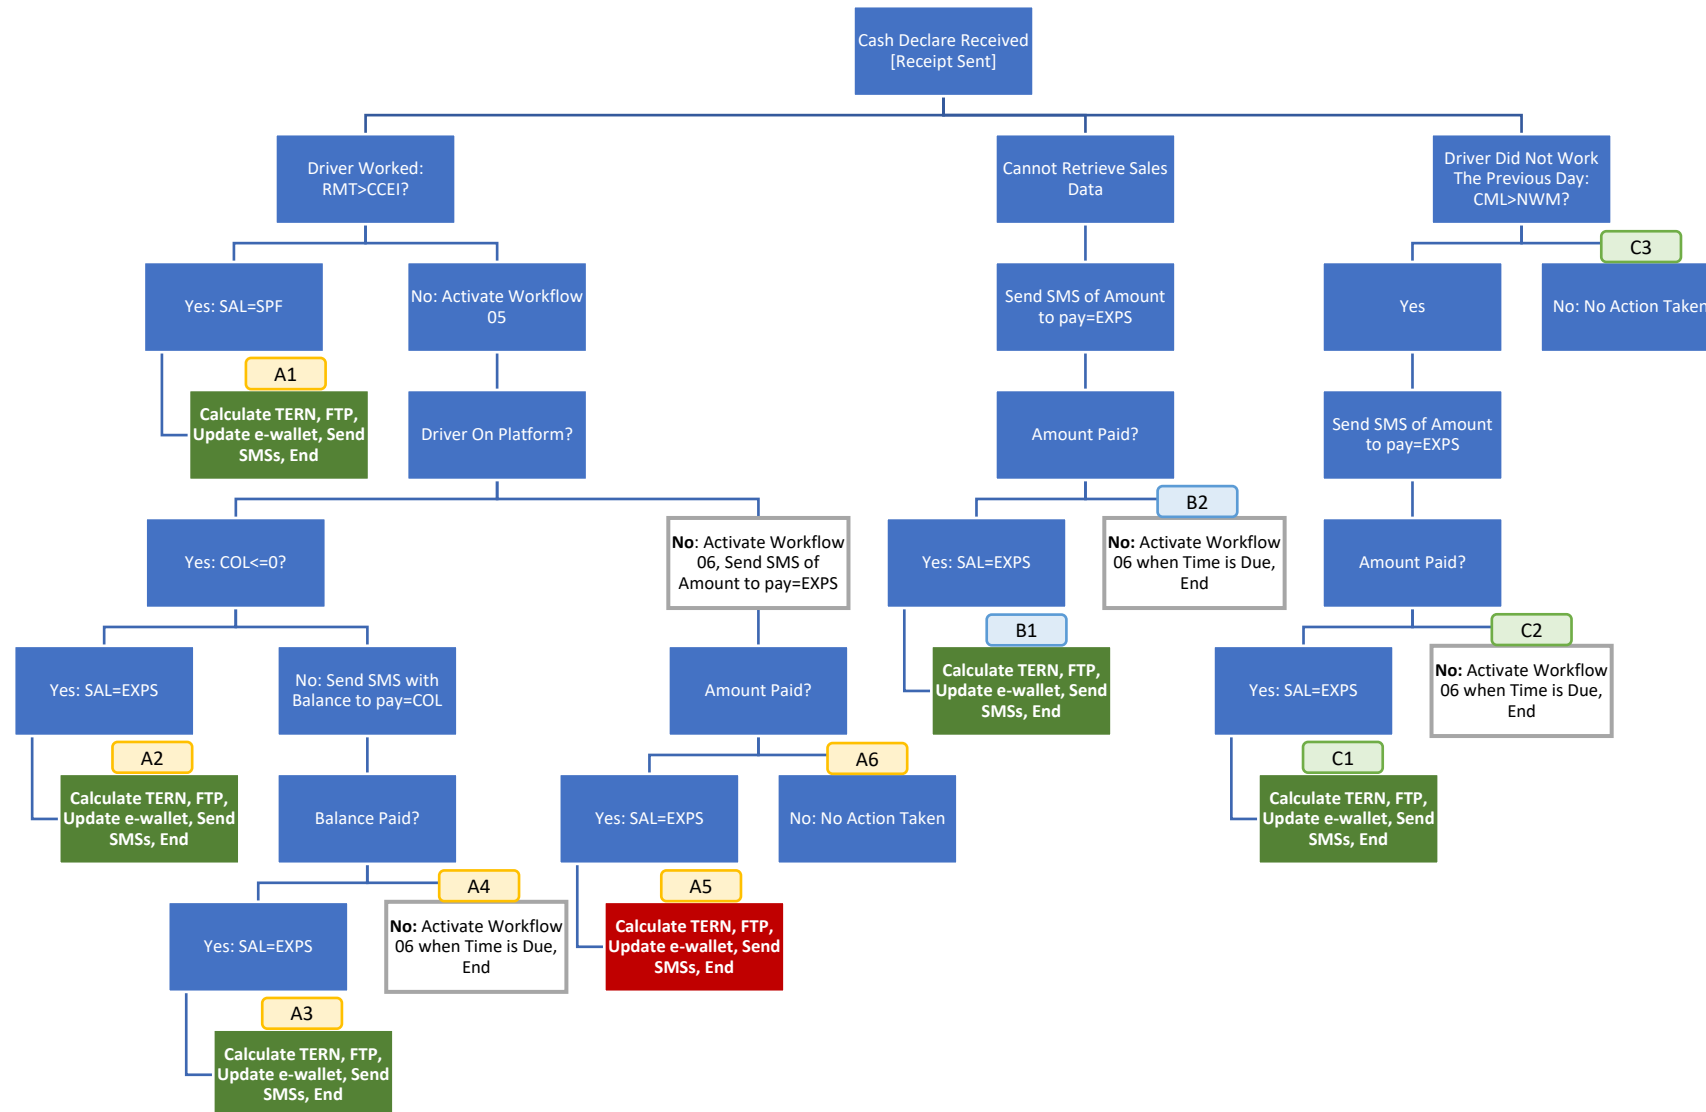 Cash Declare Received
[Receipt Sent]
Driver Worked:
RMT>CCEI?
Cannot Retrieve Sales
Data
Driver Did Not Work
The Previous Day:
CML>NWM?
C3
Yes: SAL=SPF
No: Activate Workflow
05
Send SMS of Amount
to pay=EXPS
Yes
No: No Action Taken
A1
Calculate TERN, FTP,
Update e-wallet, Send
SMSs, End
Driver On Platform?
Amount Paid?
Send SMS of Amount
to pay=EXPS
B2
Yes: COL<=0?
No: Activate Workflow
06, Send SMS of
Amount to pay=EXPS
Yes: SAL=EXPS
No: Activate Workflow
06 when Time is Due,
End
Amount Paid?
B1
C2
Yes: SAL=EXPS
No: Send SMS with
Balance to pay=COL
Amount Paid?
Calculate TERN, FTP,
Update e-wallet, Send
SMSs, End
Yes: SAL=EXPS
No: Activate Workflow
06 when Time is Due,
End
A2
A6
C1
Calculate TERN, FTP,
Update e-wallet, Send
SMSs, End
Balance Paid?
Yes: SAL=EXPS
No: No Action Taken
Calculate TERN, FTP,
Update e-wallet, Send
SMSs, End
A4
A5
Yes: SAL=EXPS
No: Activate Workflow
06 when Time is Due,
End
Calculate TERN, FTP,
Update e-wallet, Send
SMSs, End
A3
Calculate TERN, FTP,
Update e-wallet, Send
SMSs, End